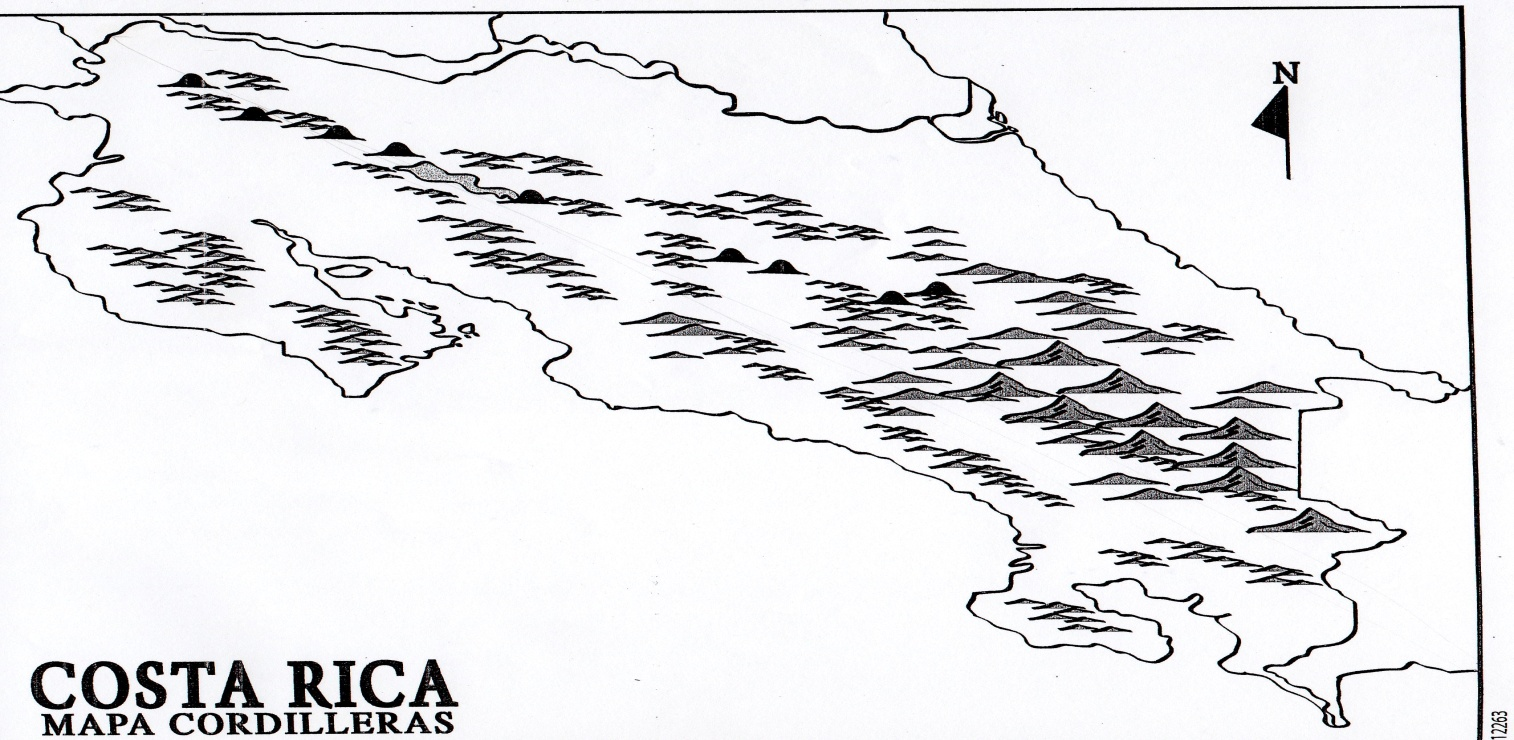 N
COSTA RICA
MAPA CORDILLERAS
12263